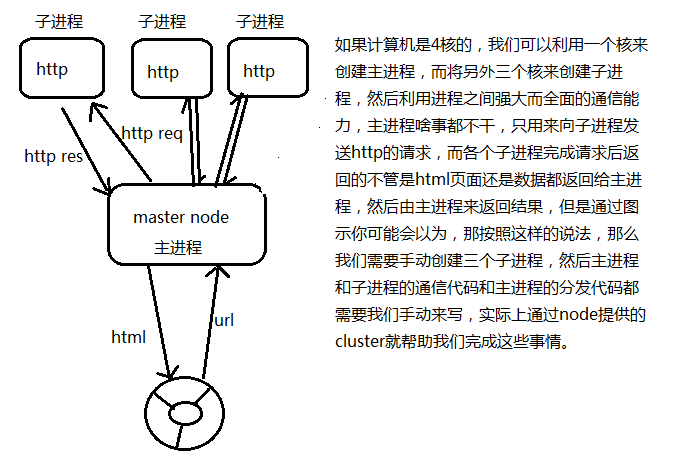 子进程 子进程 子进程
http http http
http req
http res
master node
主进程
url
html
如果计算机是4核的，我们可以利用一个核来
创建主进程，而将另外三个核来创建子进
程，然后利用进程之间强大而全面的通信能
力，主进程啥事都不干，只用来向子进程发
送http的请求，而各个子进程完成请求后返
回的不管是html页面还是数据都返回给主进
程，然后由主进程来返回结果，但是通过图
示你可能会以为，那按照这样的说法，那么
我们需要手动创建三个子进程，然后主进程
和子进程的通信代码和主进程的分发代码都
需要我们手动来写，实际上通过node提供的
cluster就帮助我们完成这些事情。